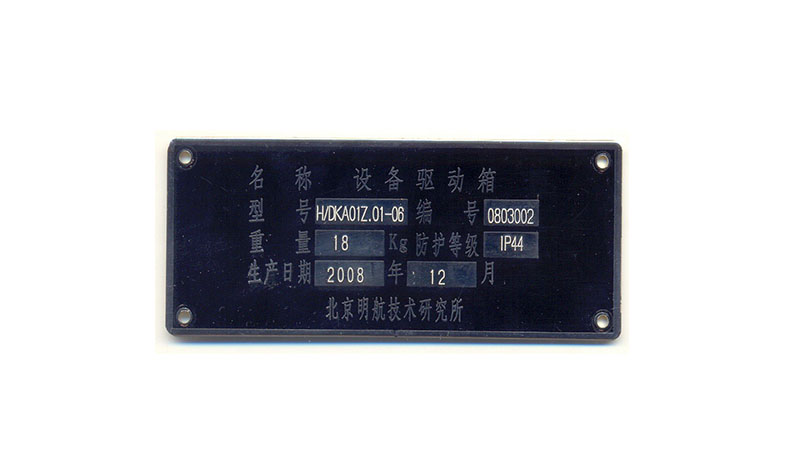 名称 设备驱动箱
型号 H/DKA01Z.01-06 编号 0803002
重量 18 Kg 防护等级 IP44
生产日期 2008 年 12 月
北京明航技术研究所